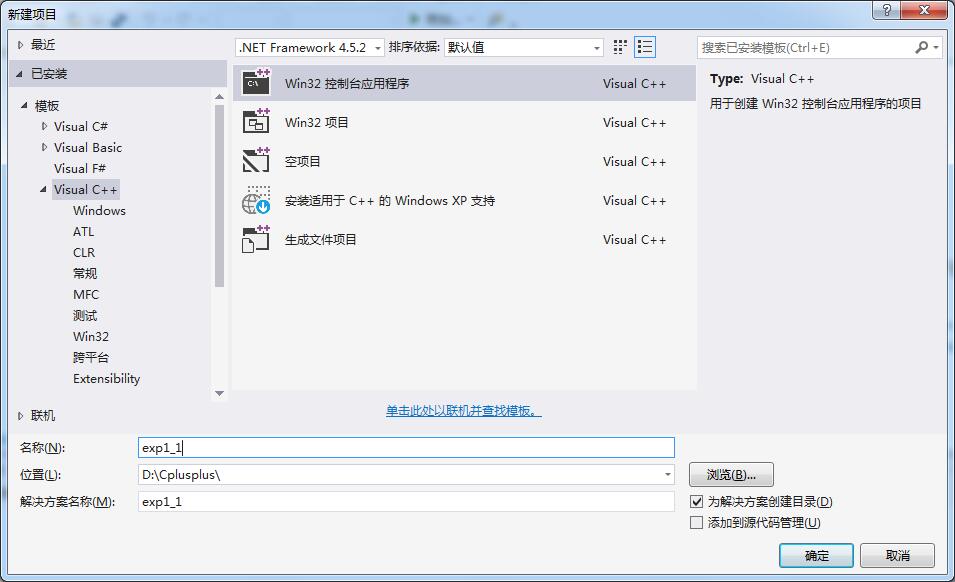 新建项目
最近
已安装
模板
Visual C#
Visual Basic
Visual F#
Visual C++
Windows
ATL
CLR
常规
MFC
测试
Win32
跨平台
Extensibility
联机
.NET Framework 4.5.2 排序依据: 默认值
Win32 控制台应用程序 Visual C++
Win32 项目 Visual C++
空项目 Visual C++
安装适用于 C++ 的 Windows XP 支持 Visual C++
生成文件项目 Visual C++
单击此处以联机并查找模板。
搜索已安装模板(Ctrl+E)
Type: Visual C++
用于创建 Win32 控制台应用程序的项目
名称(N): exp1_1
位置(L): D:\Cplusplus\ 浏览(B)...
解决方案名称(M): exp1_1 为解决方案创建目录(D)
添加到源代码管理(U)
确定 取消